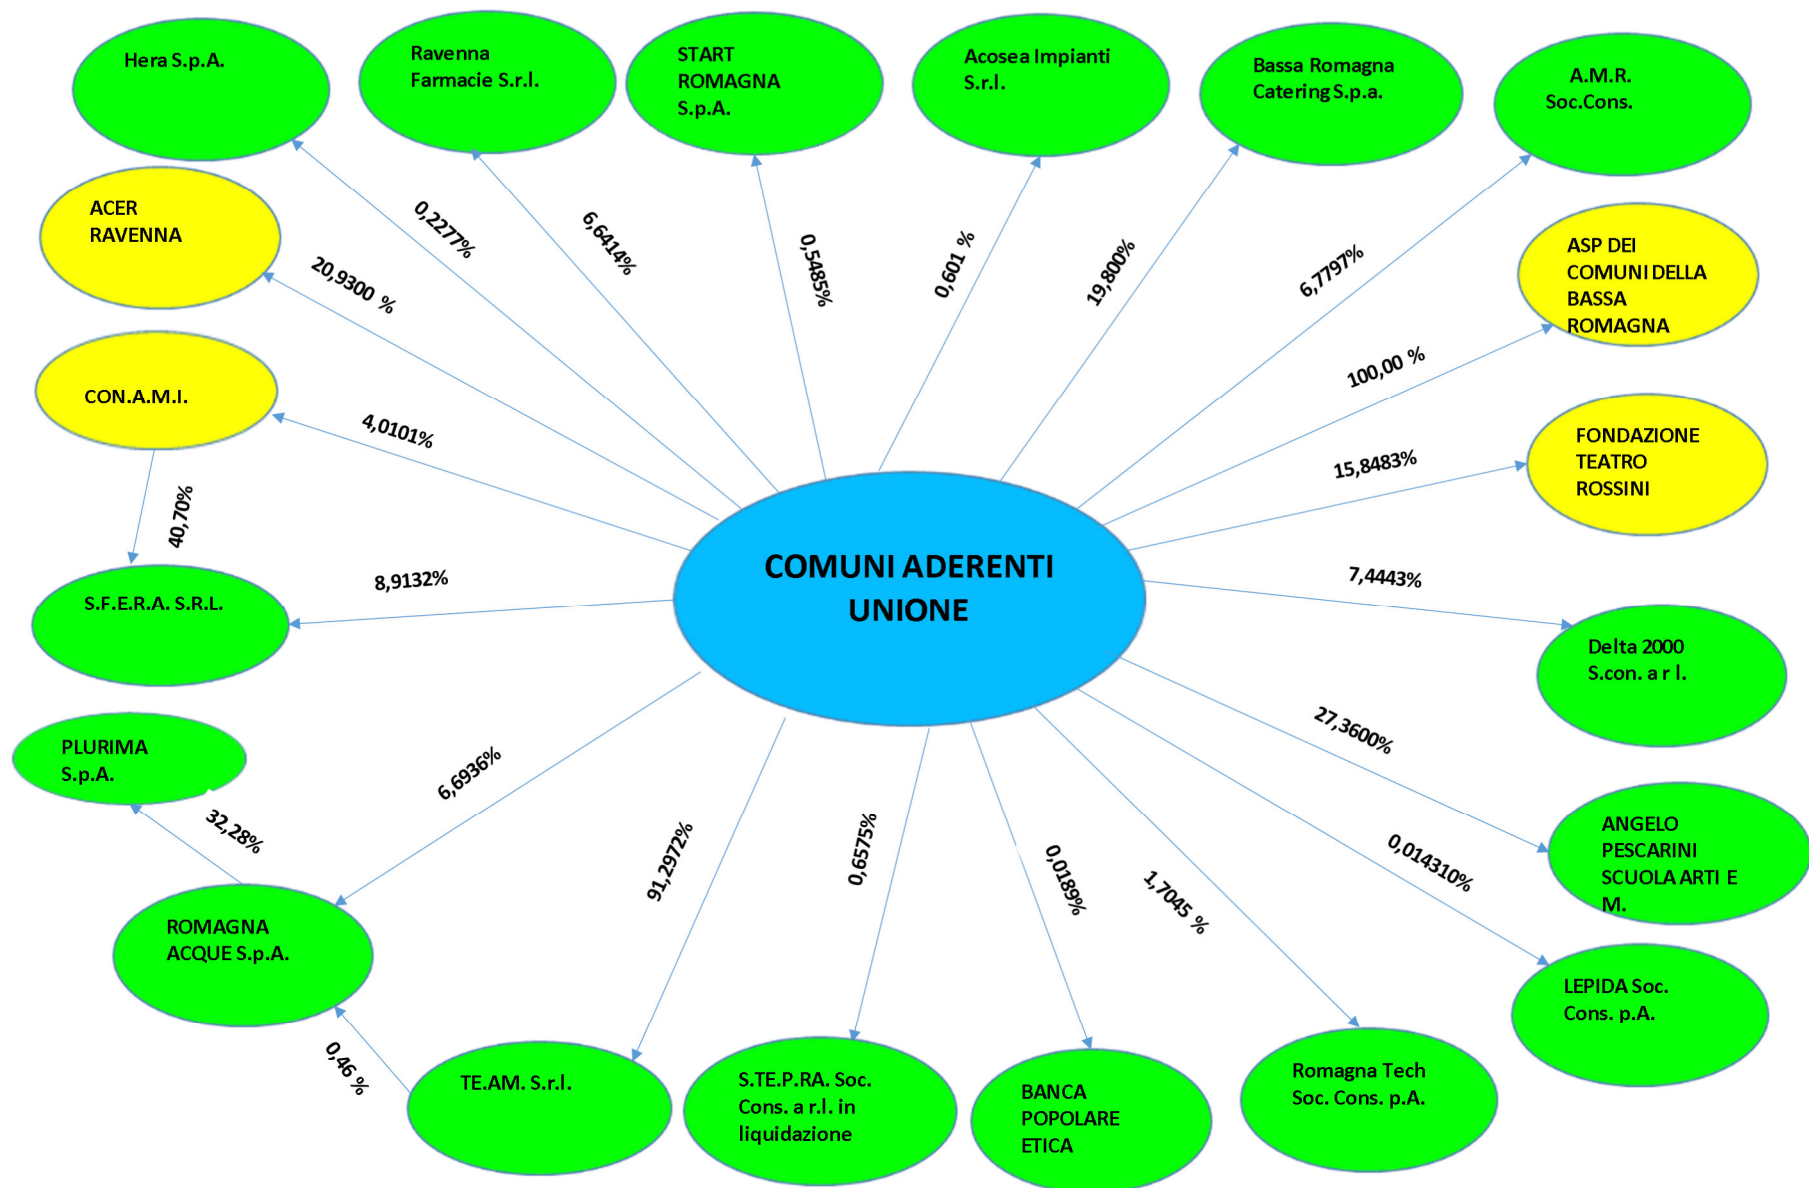 Hera S.p.A.
Ravenna
Farmacie S.r.l.
START
ROMAGNA
S.p.A.
Acosea Impianti
S.r.l.
Bassa Romagna
Catering S.p.a.
A.M.R.
Soc.Cons.
ACER
RAVENNA
0,2277%
6,6414%
0,5485%
0,601 %
19,800%
6,7797%
ASP DEI
COMUNI DELLA
BASSA
ROMAGNA
20,9300 %
100,00 %
CON.A.M.I.
4,0101%
15,8483%
FONDAZIONE
TEATRO
ROSSINI
40,70%
COMUNI ADERENTI
UNIONE
S.F.E.R.A. S.R.L.
8,9132%
7,4443%
Delta 2000
S.con. a r l.
PLURIMA
S.p.A.
32,28%
6,6936%
91,2972%
0,6575%
0,0189%
1,7045 %
0,014310%
27,3600%
ANGELO
PESCARINI
SCUOLA ARTI E
M.
ROMAGNA
ACQUE S.p.A.
LEPIDA Soc.
Cons. p.A.
0,46 %
TE.AM. S.r.l.
S.TE.P.RA. Soc.
Cons. a r.l. in
liquidazione
BANCA
POPOLARE
ETICA
Romagna Tech
Soc. Cons. p.A.